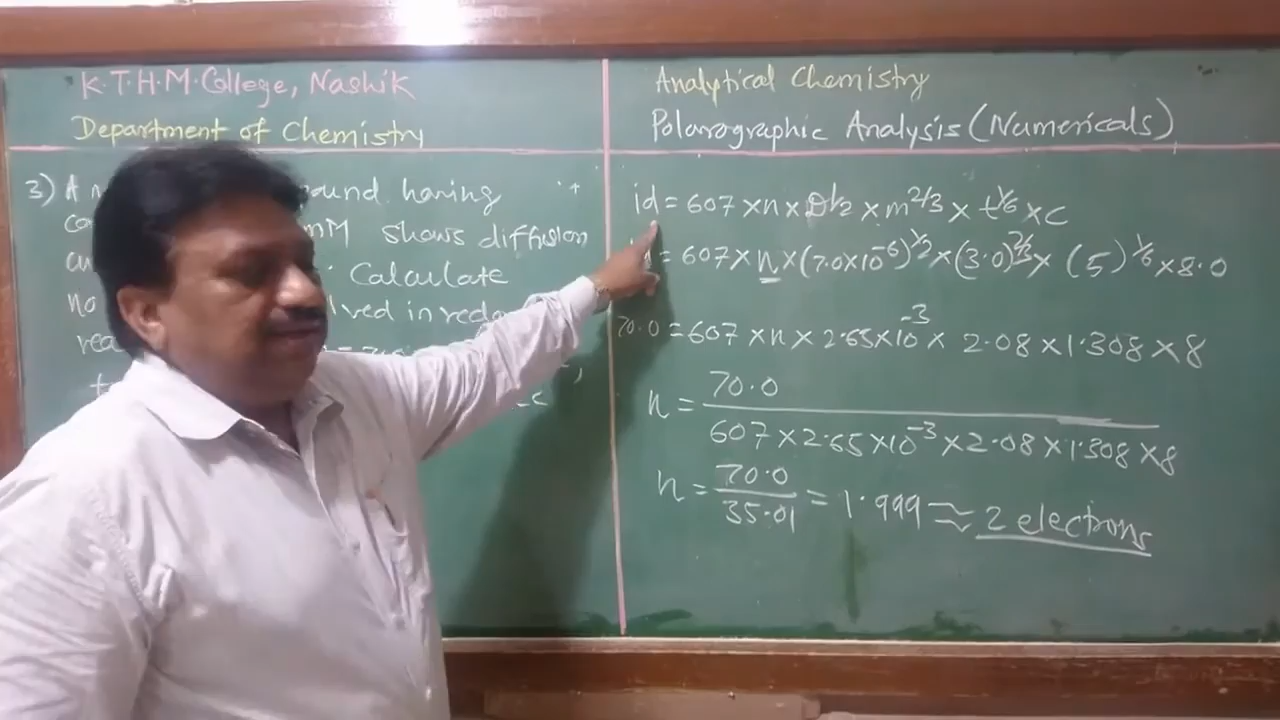 K.T.H.M. College, Nashik
Department of Chemistry
3) A ound having
mM shows diffusion
Calculate
no lved in redo
rea
Analytical Chemistry
Polarographic Analysis (Numericals)
id = 607 × n × D^1/2 × m^2/3 × t^1/6 × C
= 607 × n × (7.0×10^-6)^1/2 × (3.0)^2/3 × (5)^1/6 × 8.0
70.0 = 607 × n × 2.65×10^-3 × 2.08 × 1.308 × 8
n = 70.0 / 607 × 2.65×10^-3 × 2.08 × 1.308 × 8
n = 70.0 / 35.01 = 1.999 ≈ 2 electrons